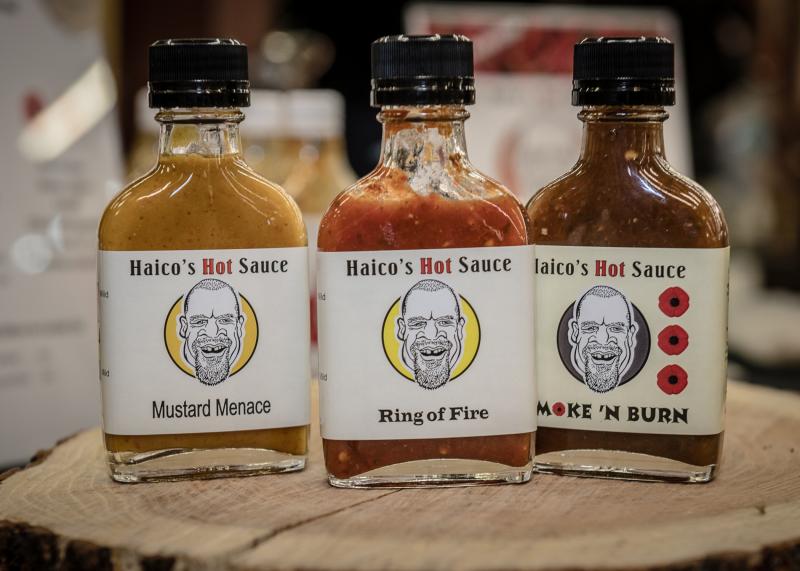 Haico's Hot Sauce
Mustard Menace
Haico's Hot Sauce
Ring of Fire
aico's Hot Sauce
MOKE 'N BURN